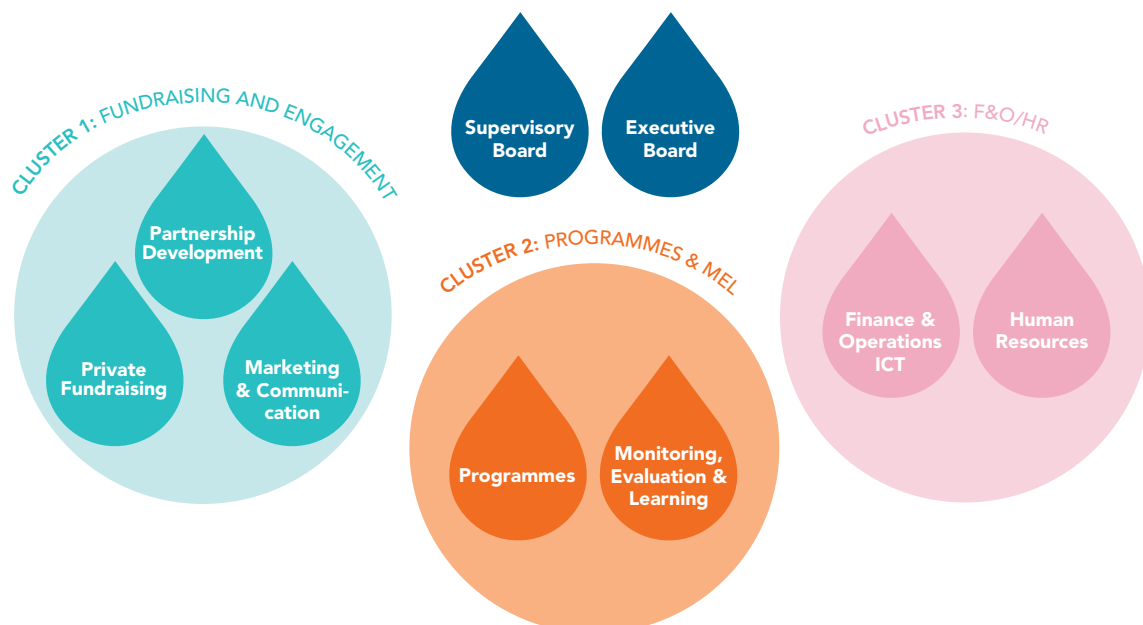 Supervisory
Board
Executive
Board
CLUSTER 1: FUNDRAISING AND ENGAGEMENT
Partnership
Development
Private
Fundraising
Marketing
& Communi-
cation
CLUSTER 2: PROGRAMMES & MEL
Programmes
Monitoring,
Evaluation &
Learning
CLUSTER 3: F&O/HR
Finance &
Operations
ICT
Human
Resources